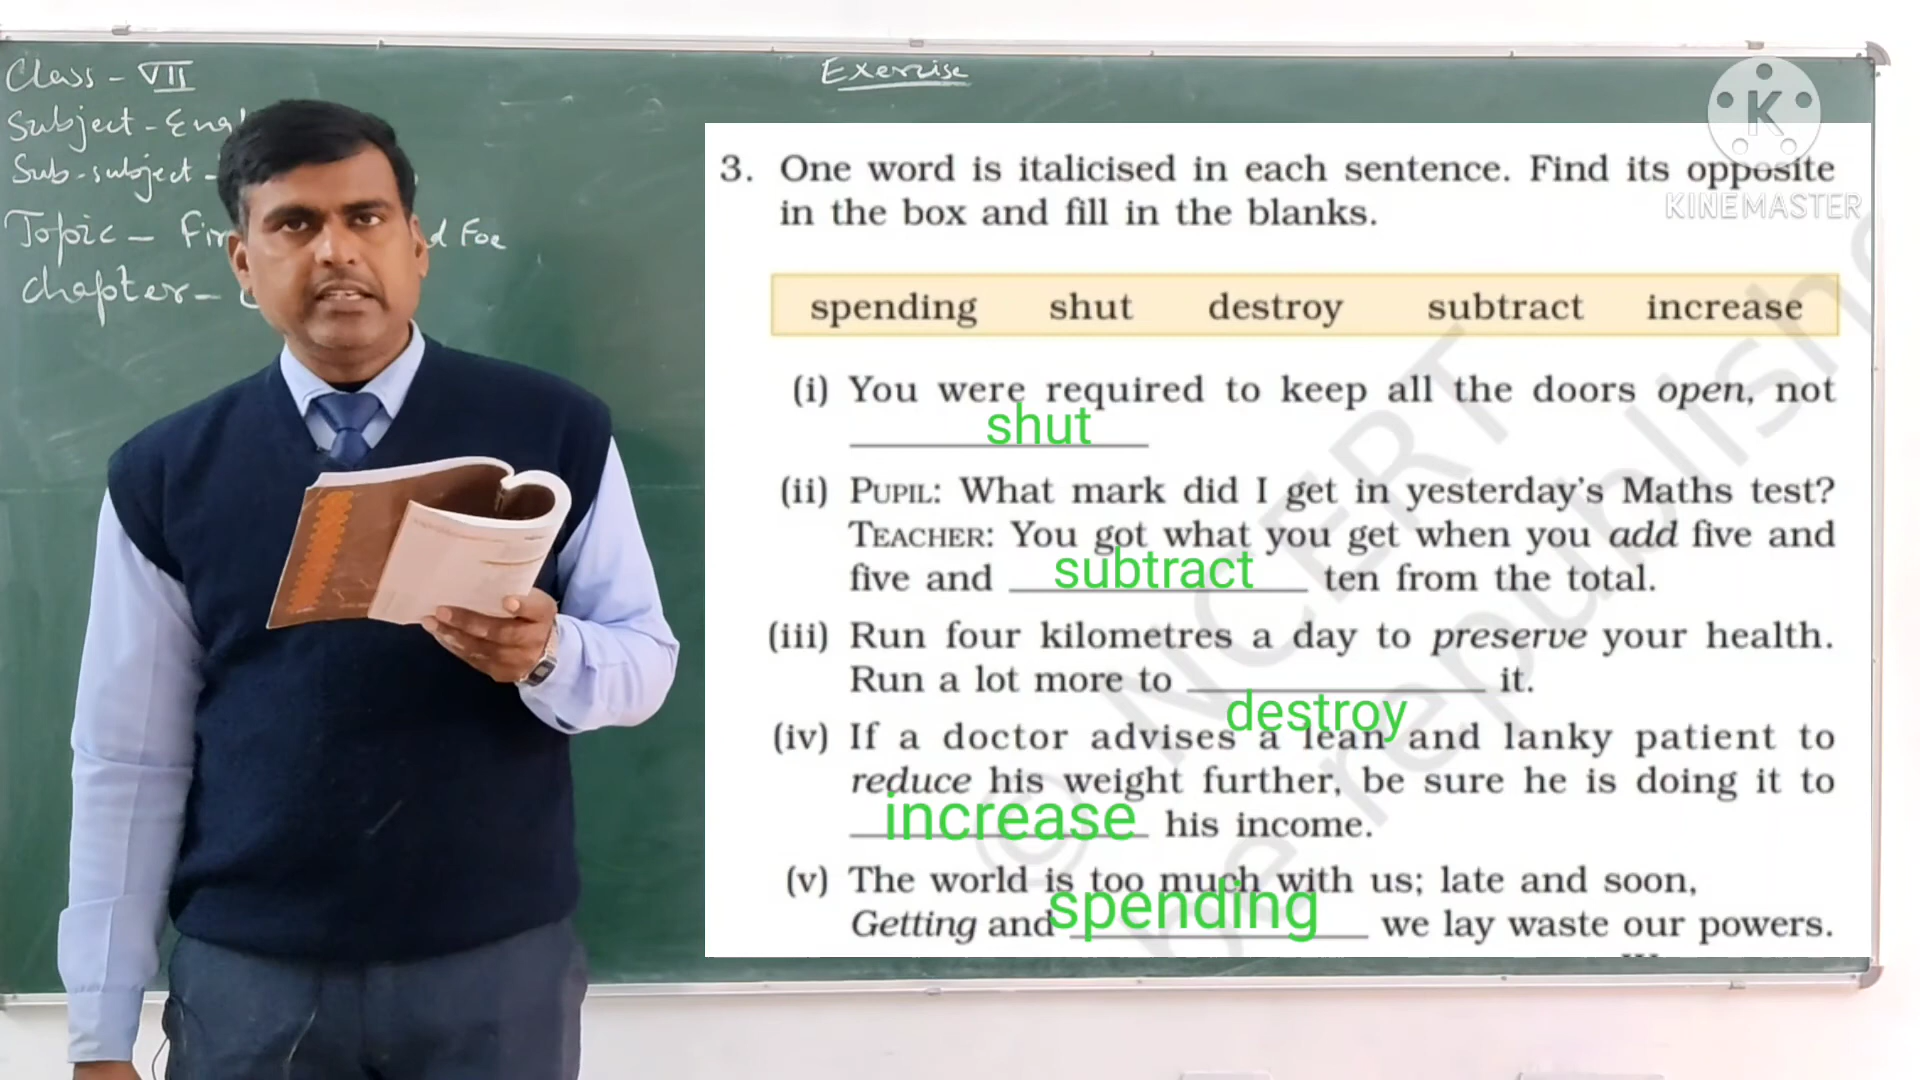 Class - VII
Subject -
Sub-subject -
Topic -
Chapter -
Exercise
K
KINEMASTER
3. One word is italicised in each sentence. Find its opposite
in the box and fill in the blanks.
spending shut destroy subtract increase
(i) You were required to keep all the doors open, not
shut
(ii) PUPIL: What mark did I get in yesterday's Maths test?
TEACHER: You got what you get when you add five and
five and subtract ten from the total.
(iii) Run four kilometres a day to preserve your health.
Run a lot more to it.
destroy
(iv) If a doctor advises a lean and lanky patient to
reduce his weight further, be sure he is doing it to
increase his income.
(v) The world is too much with us; late and soon,
Getting and spending we lay waste our powers.
© NCERT
be republish